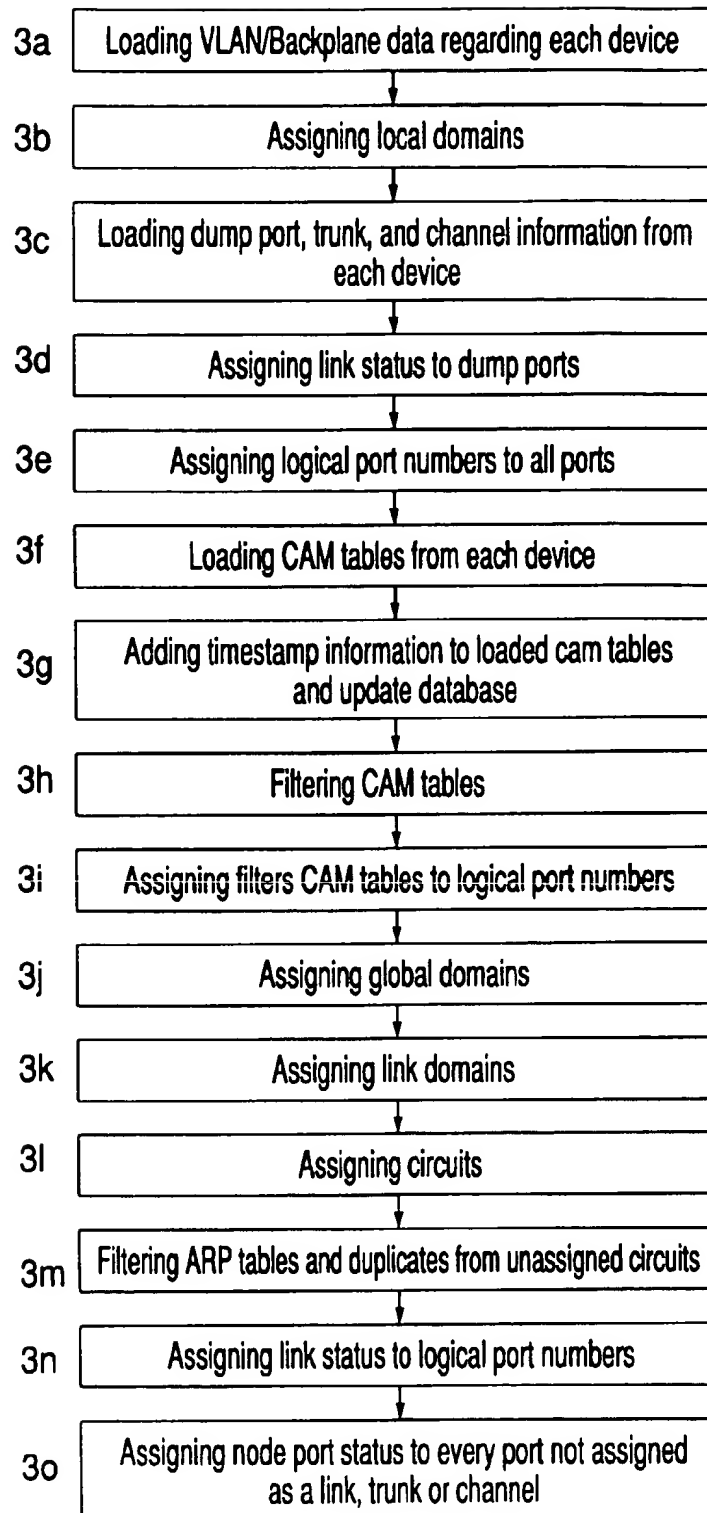 3a Loading VLAN/Backplane data regarding each device
3b Assigning local domains
3c Loading dump port, trunk, and channel information from
each device
3d Assigning link status to dump ports
3e Assigning logical port numbers to all ports
3f Loading CAM tables from each device
3g Adding timestamp information to loaded cam tables
and update database
3h Filtering CAM tables
3i Assigning filters CAM tables to logical port numbers
3j Assigning global domains
3k Assigning link domains
3l Assigning circuits
3m Filtering ARP tables and duplicates from unassigned circuits
3n Assigning link status to logical port numbers
3o Assigning node port status to every port not assigned
as a link, trunk or channel